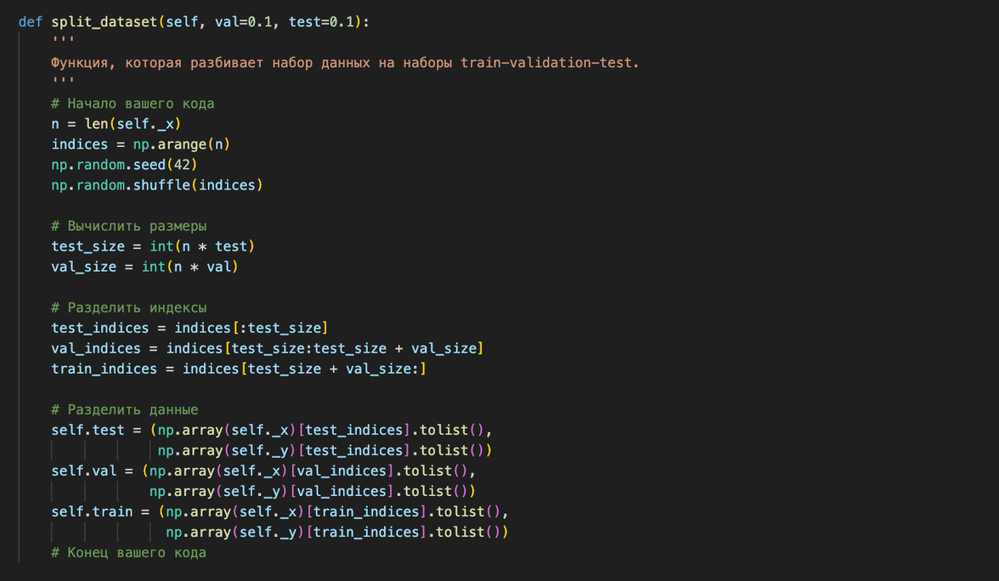 def split_dataset(self, val=0.1, test=0.1):
    '''
    Функция, которая разбивает набор данных на наборы train-validation-test.
    '''
    # Начало вашего кода
    n = len(self._x)
    indices = np.arange(n)
    np.random.seed(42)
    np.random.shuffle(indices)

    # Вычислить размеры
    test_size = int(n * test)
    val_size = int(n * val)

    # Разделить индексы
    test_indices = indices[:test_size]
    val_indices = indices[test_size:test_size + val_size]
    train_indices = indices[test_size + val_size:]

    # Разделить данные
    self.test = (np.array(self._x)[test_indices].tolist(),
                 np.array(self._y)[test_indices].tolist())
    self.val = (np.array(self._x)[val_indices].tolist(),
                np.array(self._y)[val_indices].tolist())
    self.train = (np.array(self._x)[train_indices].tolist(),
                  np.array(self._y)[train_indices].tolist())
    # Конец вашего кода